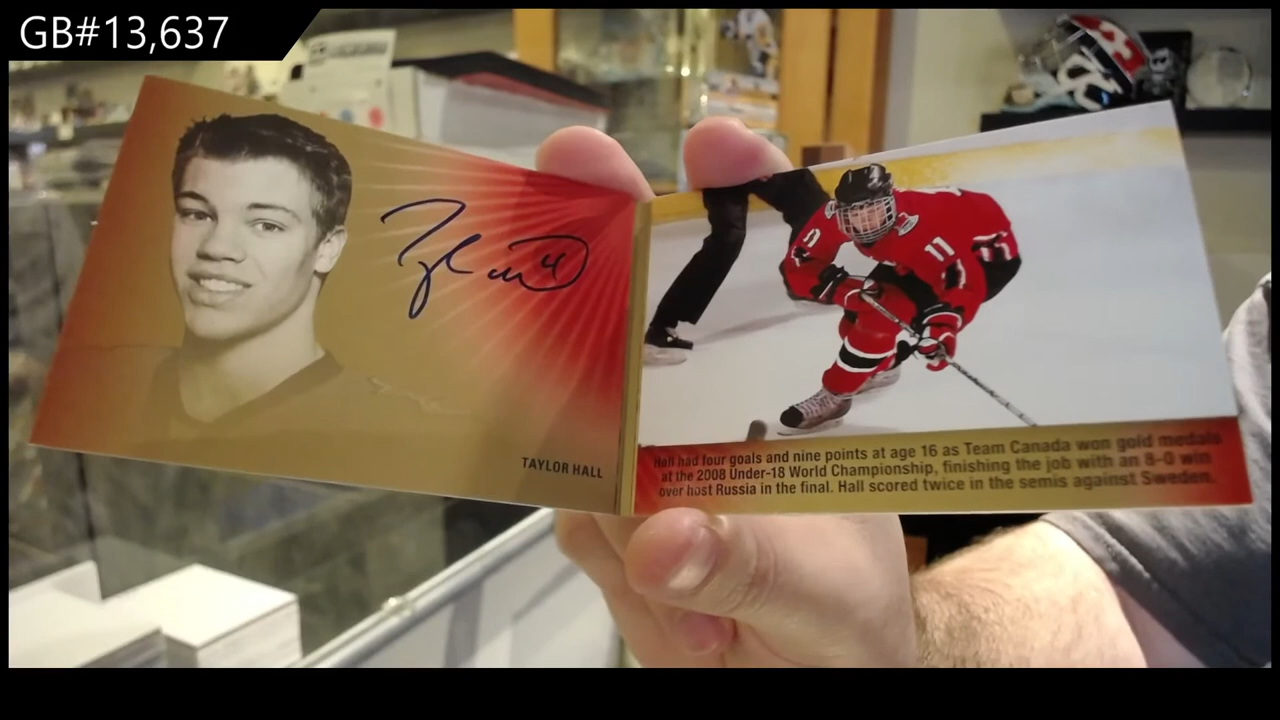 GB#13,637
TAYLOR HALL
11
Hall had four goals and nine points at age 16 as Team Canada won gold medals
at the 2008 Under-18 World Championship, finishing the job with an 8-0 win
over host Russia in the final. Hall scored twice in the semis against Sweden.